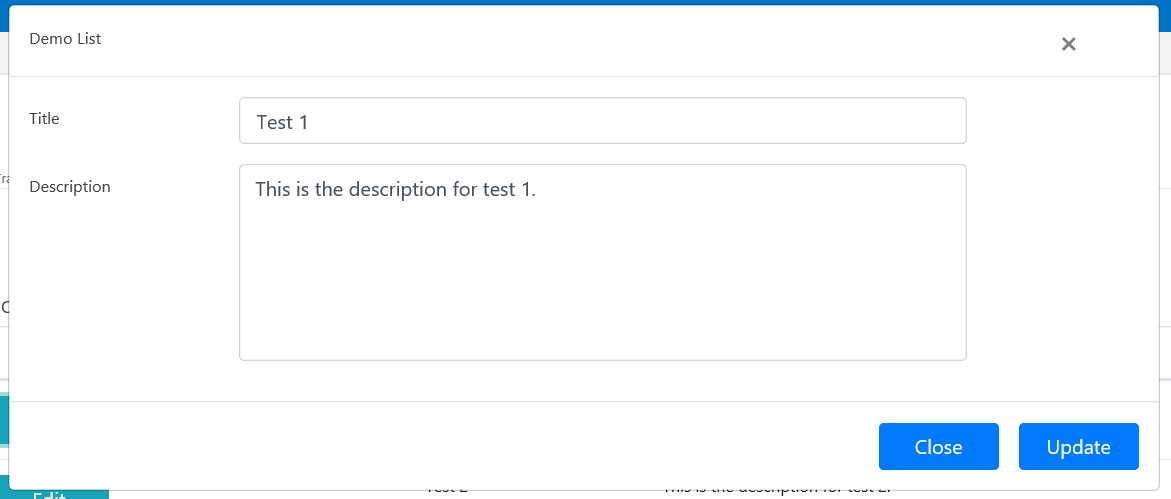 Demo List
×
Title
Test 1
Description
This is the description for test 1.
Close
Update
Edit
Test 2
This is the description for test 2.